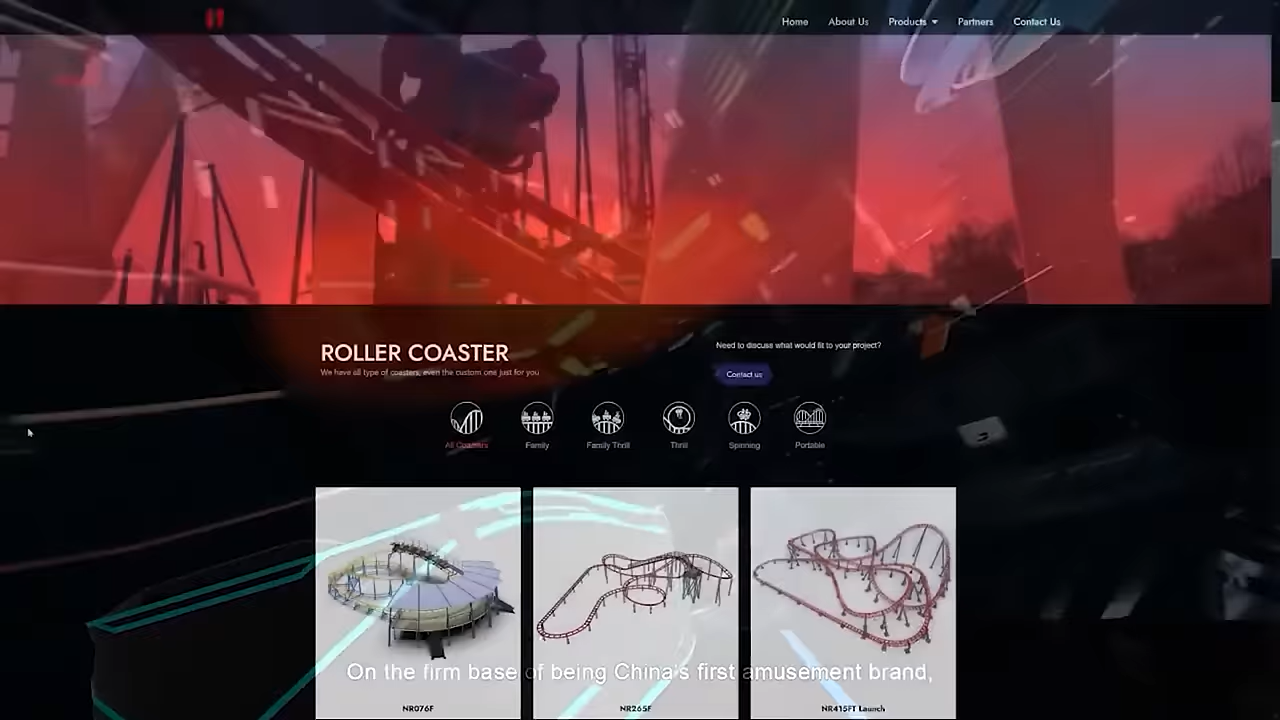 Home About Us Products Partners Contact Us
ROLLER COASTER
We have all type of coasters, even the custom one just for you
Need to discuss what would fit to your project?
Contact us
All Coasters Family Family Thrill Thrill Spinning Portable
On the firm base of being China's first amusement brand,
NR076F NR265F NR415FT Launch